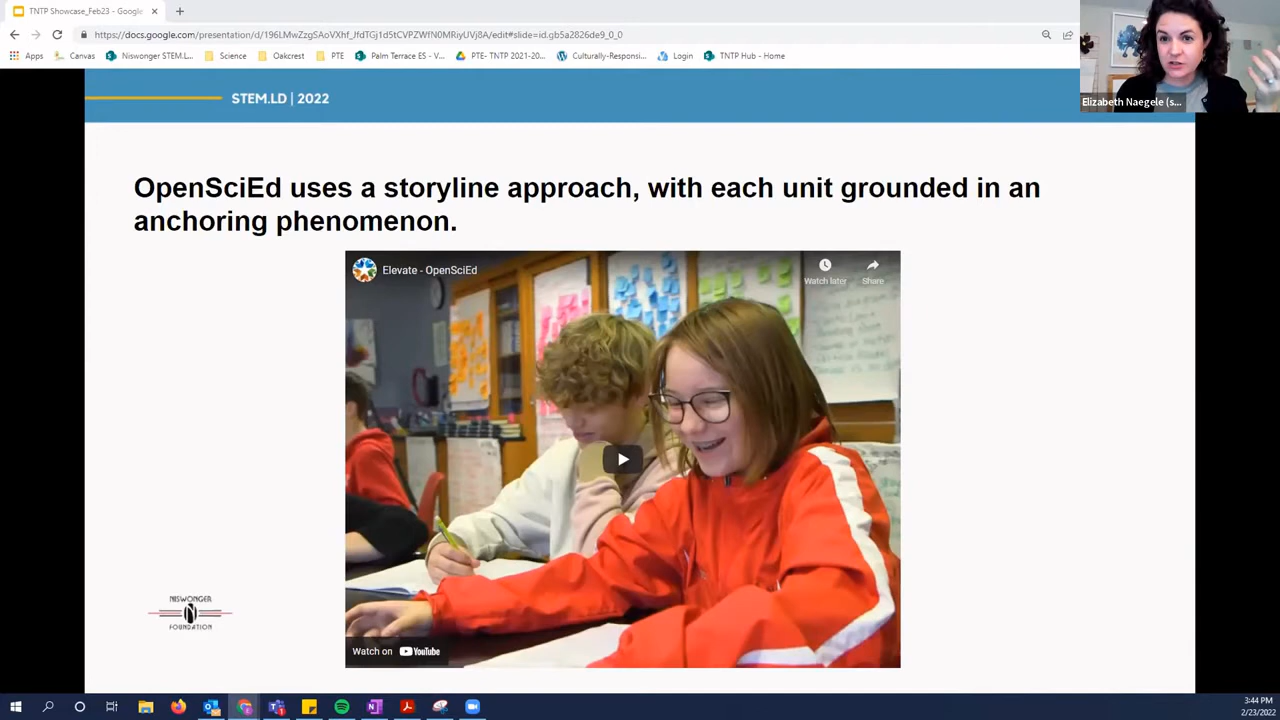 TNTP Showcase_Feb23 - Google
https://docs.google.com/presentation/d/196LMwZzgSAoVXhf_JfdTGj1d5tCVPZWfN0MRiyUVj8A/edit#slide=id.gb5a2826de9_0_0
Apps
Canvas
Niswonger STEM.L...
Science
Oakcrest
PTE
Palm Terrace ES - V...
PTE- TNTP 2021-20...
Culturally-Responsi...
Login
TNTP Hub - Home
Elizabeth Naegele (s...
STEM.LD | 2022
OpenSciEd uses a storyline approach, with each unit grounded in an
anchoring phenomenon.
Elevate - OpenSciEd
Watch later
Share
Watch on YouTube
NISWONGER
N
FOUNDATION
3:44 PM
2/23/2022